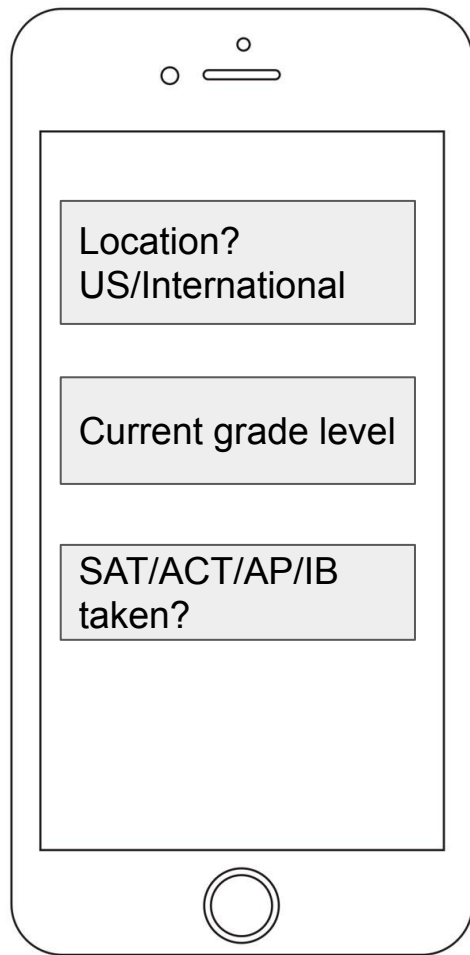 Location?
US/International
Current grade level
SAT/ACT/AP/IB
taken?